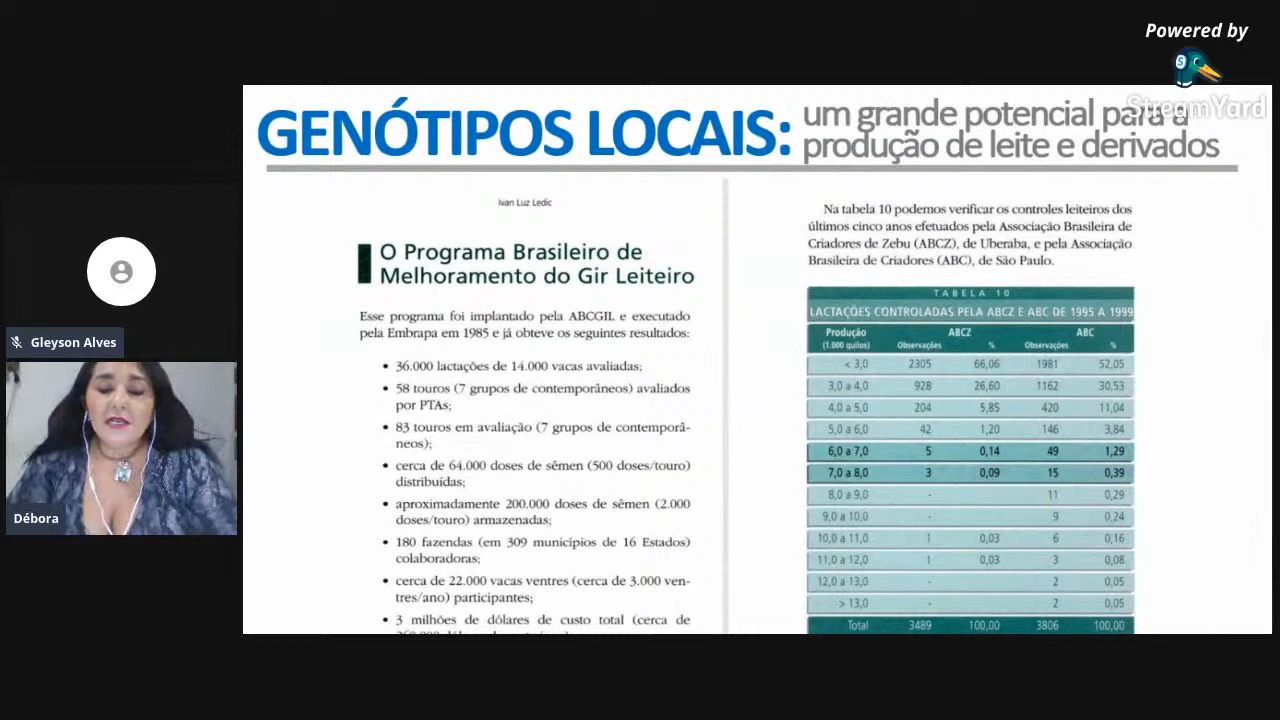 Powered by
StreamYard
GENÓTIPOS LOCAIS:
um grande potencial para a
produção de leite e derivados
Ivan Luz Ledic
O Programa Brasileiro de
Melhoramento do Gir Leiteiro
Esse programa foi implantado pela ABCGIL e executado
pela Embrapa em 1985 e já obteve os seguintes resultados:
• 36.000 lactações de 14.000 vacas avaliadas;
• 58 touros (7 grupos de contemporâneos) avaliados
por PTAs;
• 83 touros em avaliação (7 grupos de contemporâ-
neos);
• cerca de 64.000 doses de sêmen (500 doses/touro)
distribuídas;
• aproximadamente 200.000 doses de sêmen (2.000
doses/touro) armazenadas;
• 180 fazendas (em 309 municípios de 16 Estados)
colaboradoras;
• cerca de 22.000 vacas ventres (cerca de 3.000 ven-
tres/ano) participantes;
• 3 milhões de dólares de custo total (cerca de
Na tabela 10 podemos verificar os controles leiteiros dos
últimos cinco anos efetuados pela Associação Brasileira de
Criadores de Zebu (ABCZ), de Uberaba, e pela Associação
Brasileira de Criadores (ABC), de São Paulo.
TABELA 10
LACTAÇÕES CONTROLADAS PELA ABCZ E ABC DE 1995 A 1999
Produção ABCZ ABC
(1.000 quilos) Observações % Observações %
< 3,0 2305 66,06 1981 52,05
3,0 a 4,0 928 26,60 1162 30,53
4,0 a 5,0 204 5,85 420 11,04
5,0 a 6,0 42 1,20 146 3,84
6,0 a 7,0 5 0,14 49 1,29
7,0 a 8,0 3 0,09 15 0,39
8,0 a 9,0 - 11 0,29
9,0 a 10,0 - 9 0,24
10,0 a 11,0 1 0,03 6 0,16
11,0 a 12,0 1 0,03 3 0,08
12,0 a 13,0 - 2 0,05
> 13,0 - 2 0,05
Total 3489 100,00 3806 100,00
Gleyson Alves
Débora